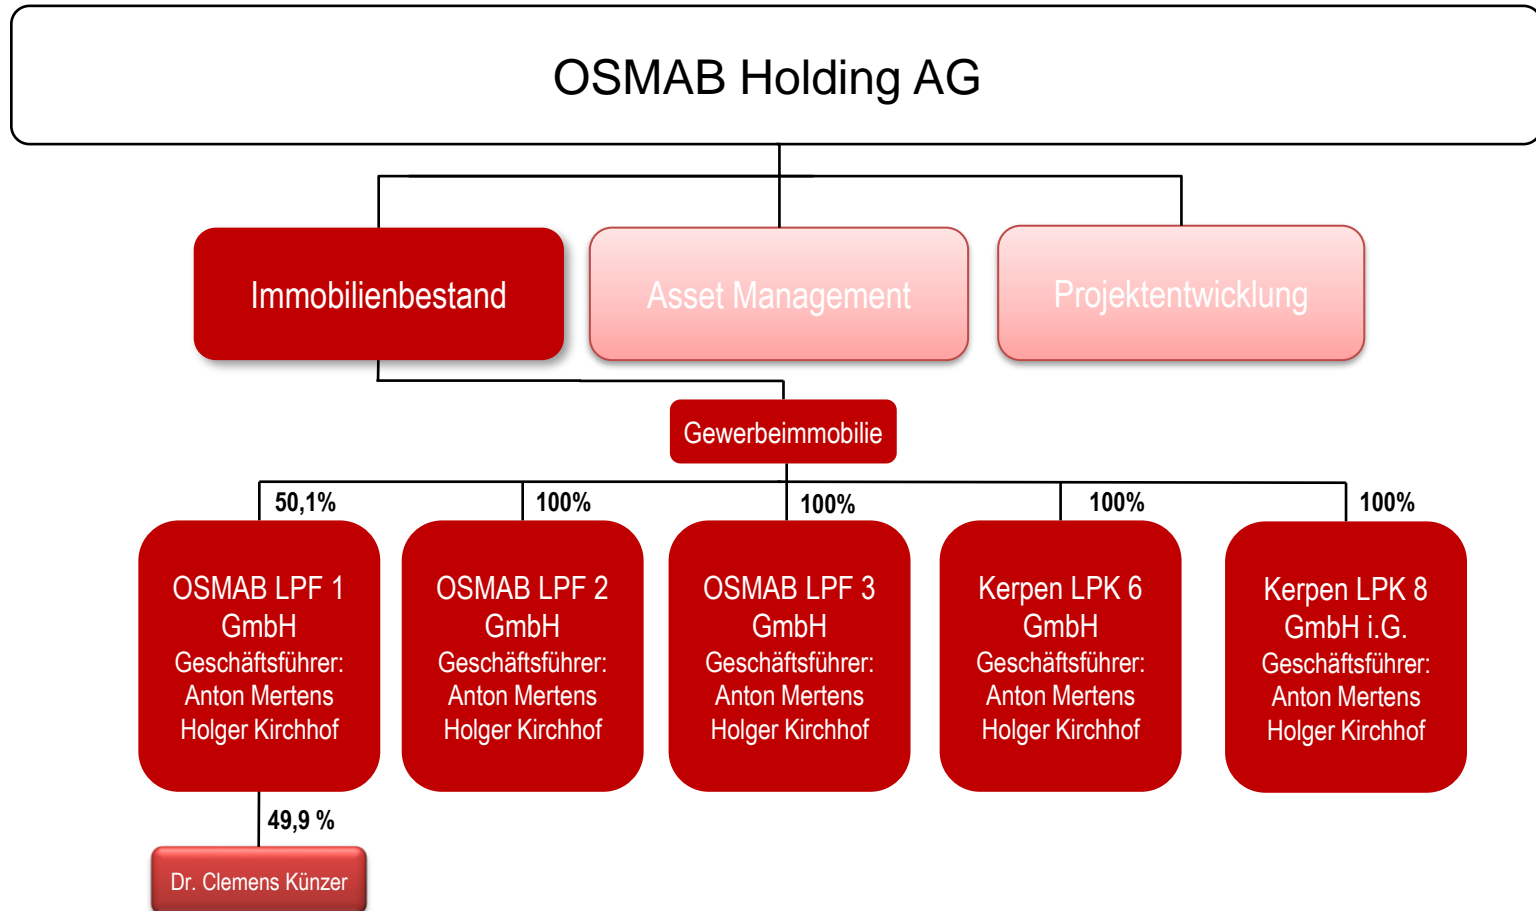 OSMAB Holding AG
Immobilienbestand
Asset Management
Projektentwicklung
Gewerbeimmobilie
50,1%
100%
100%
100%
100%
OSMAB LPF 1
GmbH
Geschäftsführer:
Anton Mertens
Holger Kirchhof
OSMAB LPF 2
GmbH
Geschäftsführer:
Anton Mertens
Holger Kirchhof
OSMAB LPF 3
GmbH
Geschäftsführer:
Anton Mertens
Holger Kirchhof
Kerpen LPK 6
GmbH
Geschäftsführer:
Anton Mertens
Holger Kirchhof
Kerpen LPK 8
GmbH i.G.
Geschäftsführer:
Anton Mertens
Holger Kirchhof
49,9 %
Dr. Clemens Künzer